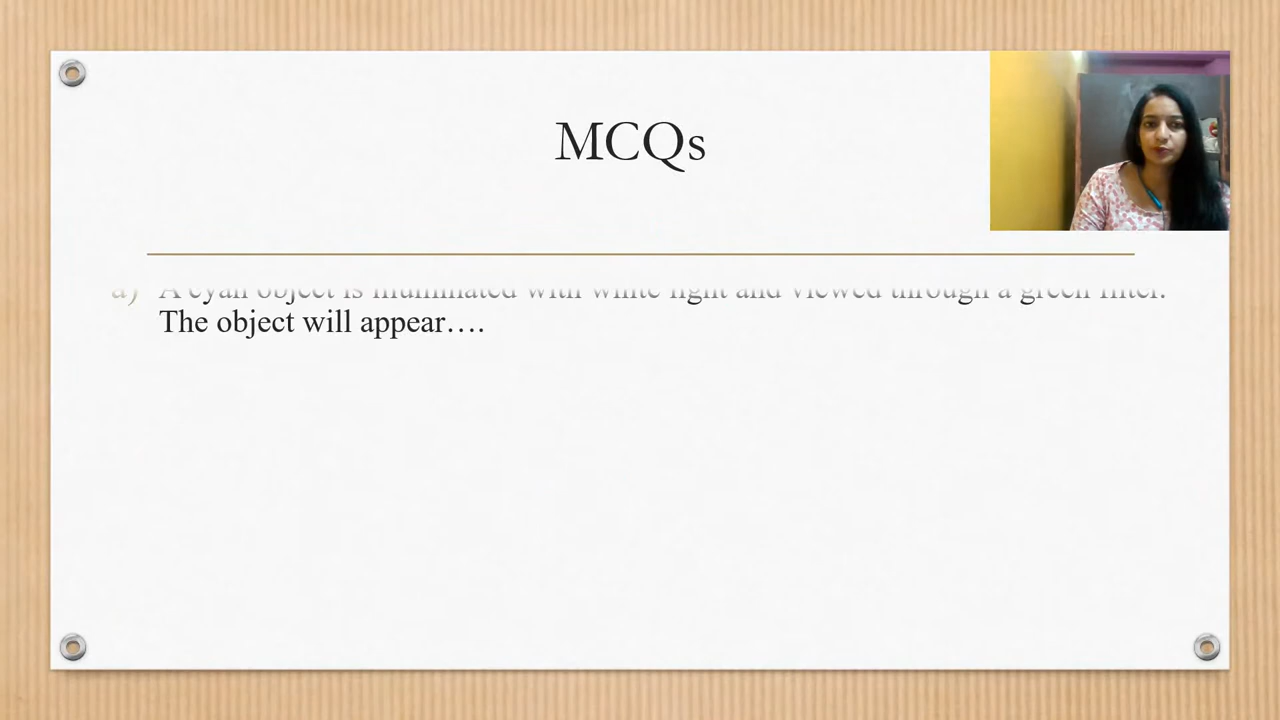 MCQs
a) A cyan object is illuminated with white light and viewed through a green filter.
The object will appear….